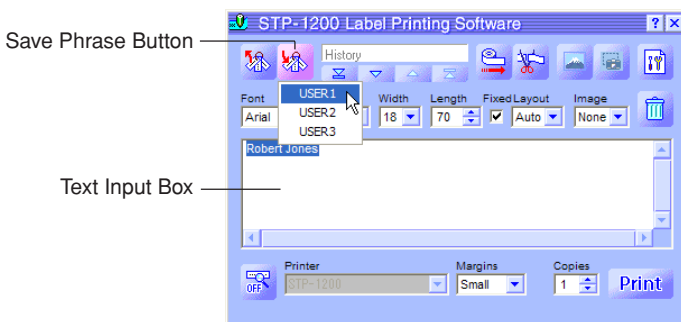 STP-1200 Label Printing Software
Save Phrase Button
History
USER1
USER2
USER3
Font Width Length Fixed Layout Image
Arial 18 70 Auto None
Robert Jones
Text Input Box
Printer Margins Copies
OFF STP-1200 Small 1 Print